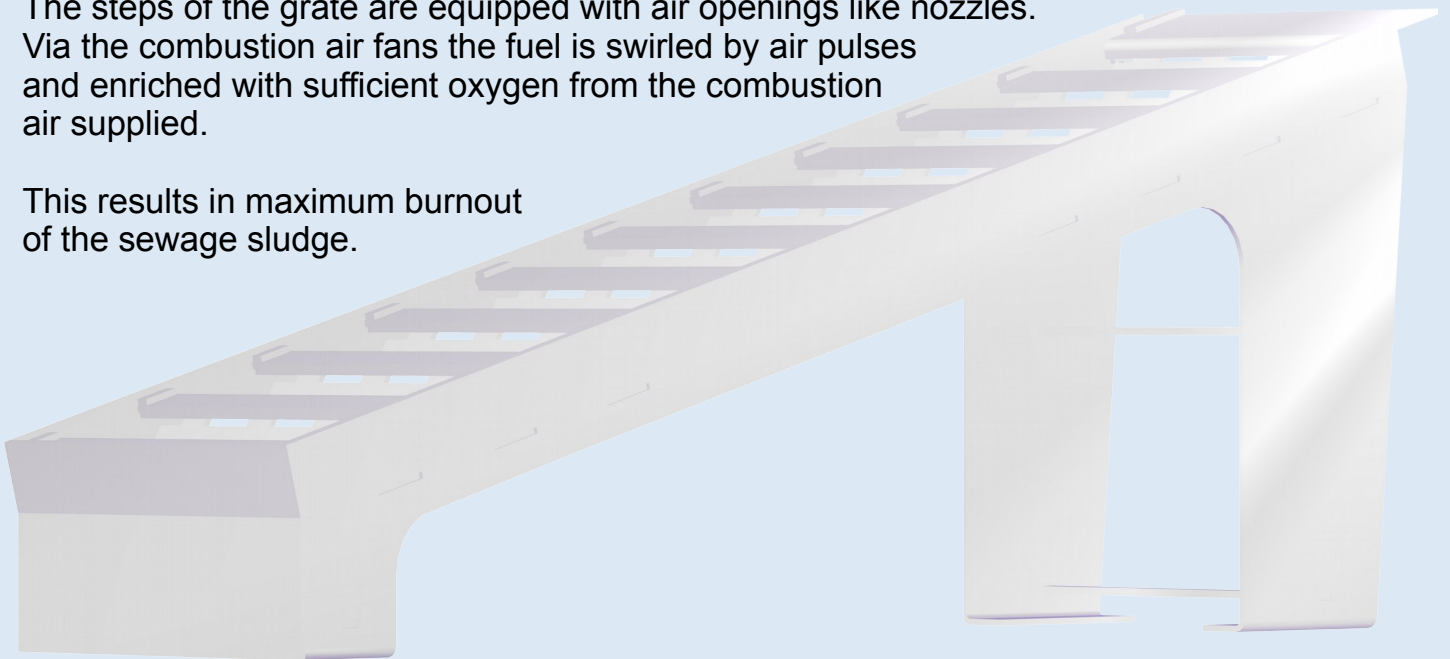 The steps of the grate are equipped with air openings like nozzles.
Via the combustion air fans the fuel is swirled by air pulses
and enriched with sufficient oxygen from the combustion
air supplied.
This results in maximum burnout
of the sewage sludge.